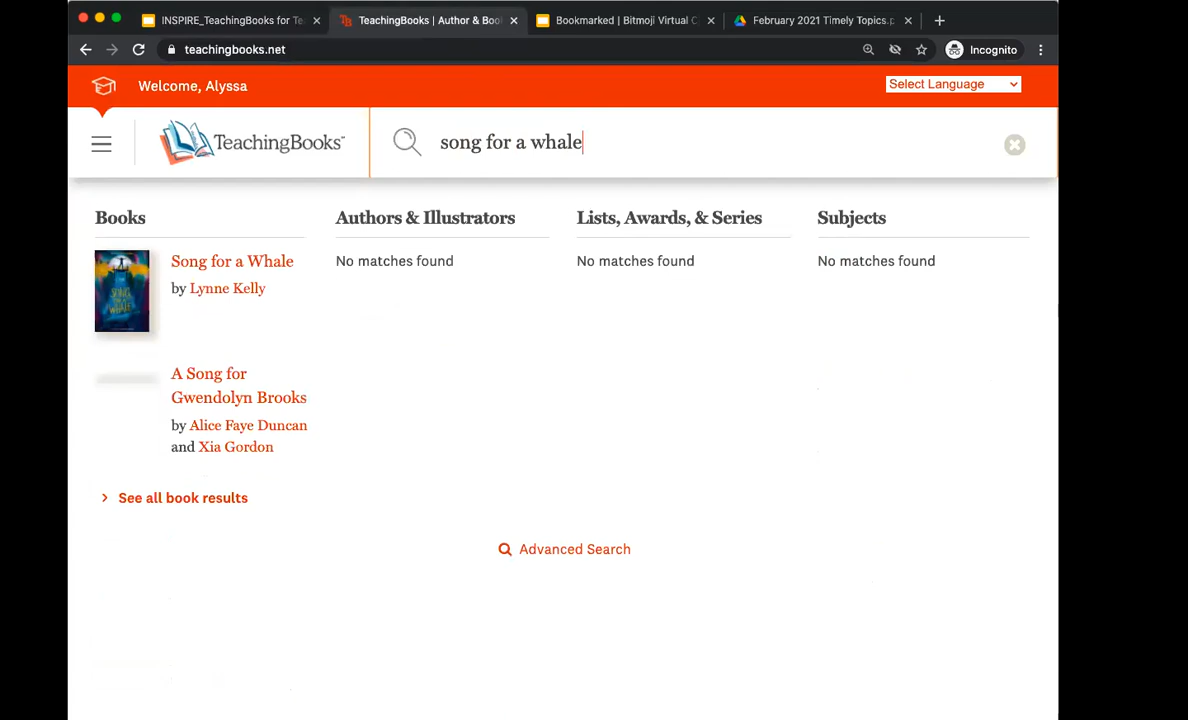 INSPIRE_TeachingBooks for Te
TeachingBooks | Author & Boo
Bookmarked | Bitmoji Virtual C
February 2021 Timely Topics.p
teachingbooks.net
Incognito
Welcome, Alyssa
Select Language
TeachingBooks
song for a whale
Books
Authors & Illustrators
Lists, Awards, & Series
Subjects
Song for a Whale
by Lynne Kelly
No matches found
No matches found
No matches found
A Song for
Gwendolyn Brooks
by Alice Faye Duncan
and Xia Gordon
See all book results
Advanced Search